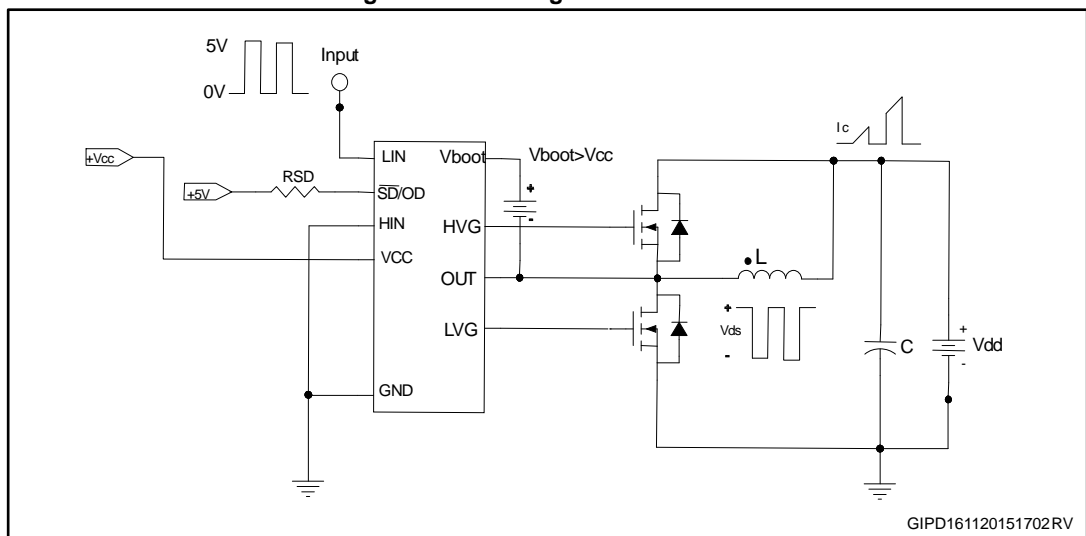 5V
0V
Input
+Vcc
+5V
RSD
LIN
SD/OD
HIN
VCC
GND
Vboot
HVG
OUT
LVG
Vboot>Vcc
+
-
L
+
Vds
-
Ic
C
+
Vdd
-
GIPD161120151702RV